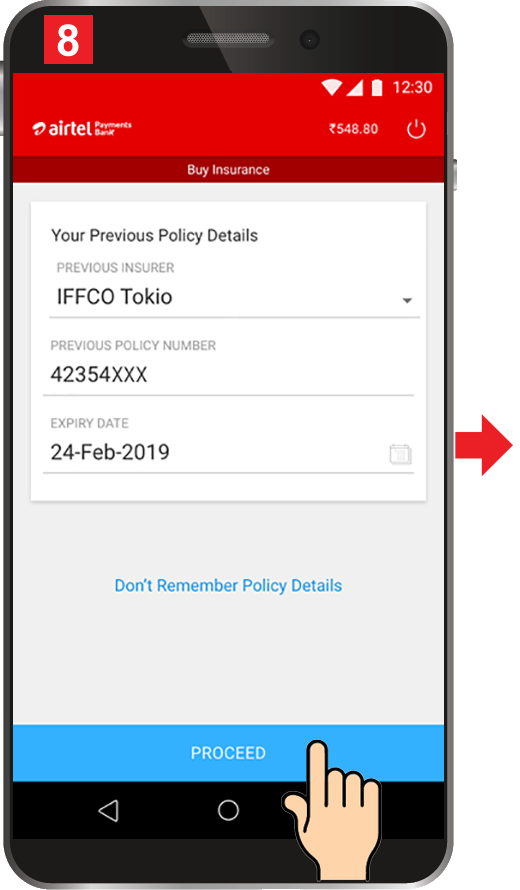 8
12:30
airtel Payments Bank
₹548.80
Buy Insurance
Your Previous Policy Details
PREVIOUS INSURER
IFFCO Tokio
PREVIOUS POLICY NUMBER
42354XXX
EXPIRY DATE
24-Feb-2019
Don't Remember Policy Details
PROCEED